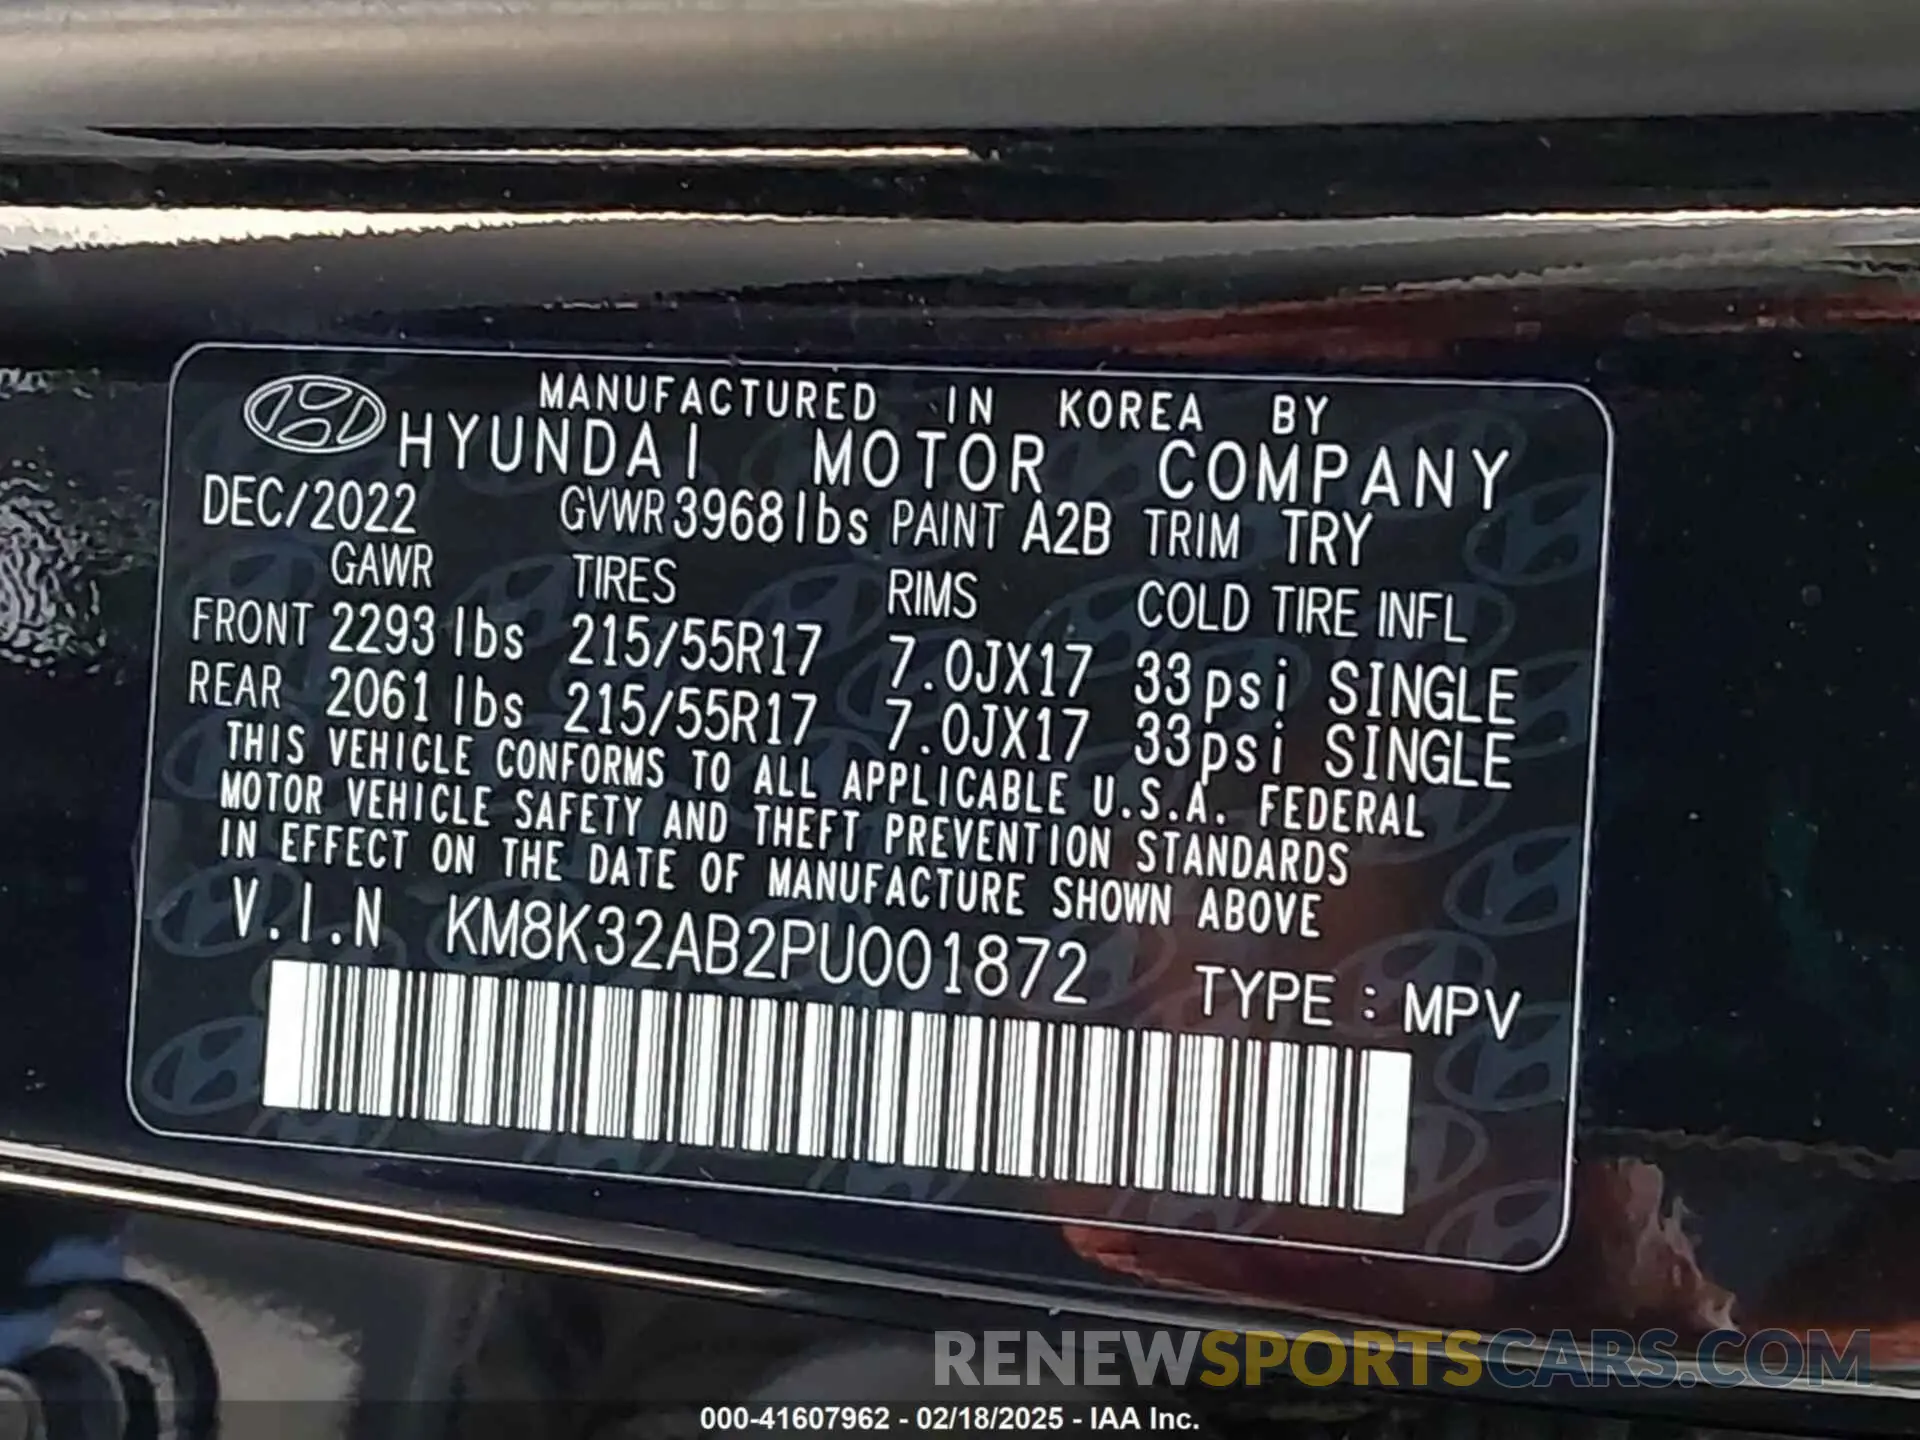 MANUFACTURED IN KOREA BY
HYUNDAI MOTOR COMPANY
DEC/2022 GVWR 3968lbs PAINT A2B TRIM TRY
GAWR TIRES RIMS COLD TIRE INFL
FRONT 2293 lbs 215/55R17 7.0JX17 33psi SINGLE
REAR 2061 lbs 215/55R17 7.0JX17 33psi SINGLE
THIS VEHICLE CONFORMS TO ALL APPLICABLE U.S.A. FEDERAL
MOTOR VEHICLE SAFETY AND THEFT PREVENTION STANDARDS
IN EFFECT ON THE DATE OF MANUFACTURE SHOWN ABOVE
V.I.N KM8K32AB2PU001872 TYPE : MPV
RENEWSPORTSCARS.COM
000-41607962 - 02/18/2025 - IAA Inc.